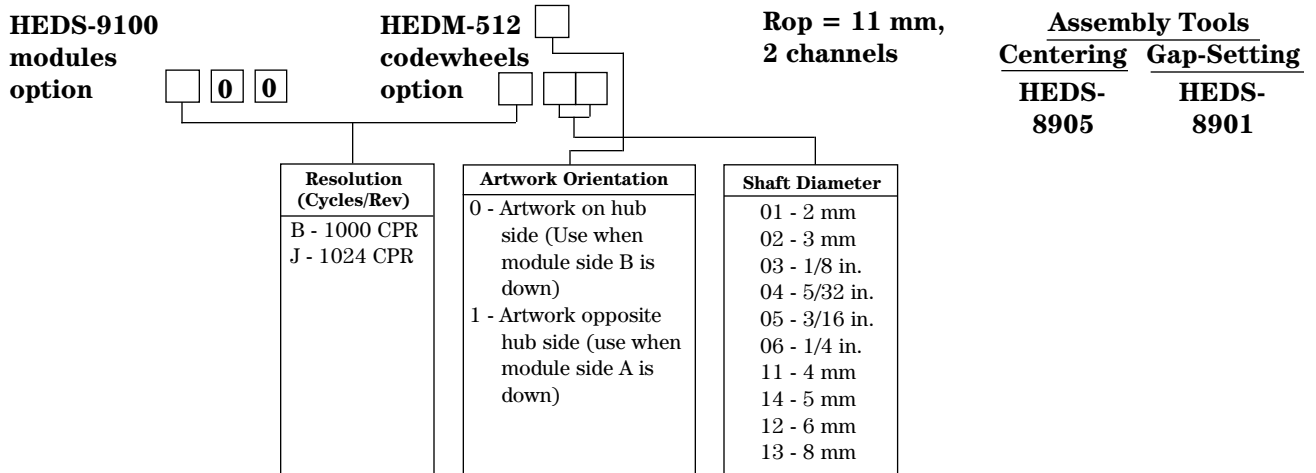 HEDS-9100
modules
option 0 0
HEDM-512
codewheels
option
Rop = 11 mm,
2 channels
Assembly Tools
Centering Gap-Setting
HEDS- HEDS-
8905 8901
Resolution
(Cycles/Rev)
B - 1000 CPR
J - 1024 CPR
Artwork Orientation
0 - Artwork on hub
side (Use when
module side B is
down)
1 - Artwork opposite
hub side (use when
module side A is
down)
Shaft Diameter
01 - 2 mm
02 - 3 mm
03 - 1/8 in.
04 - 5/32 in.
05 - 3/16 in.
06 - 1/4 in.
11 - 4 mm
14 - 5 mm
12 - 6 mm
13 - 8 mm